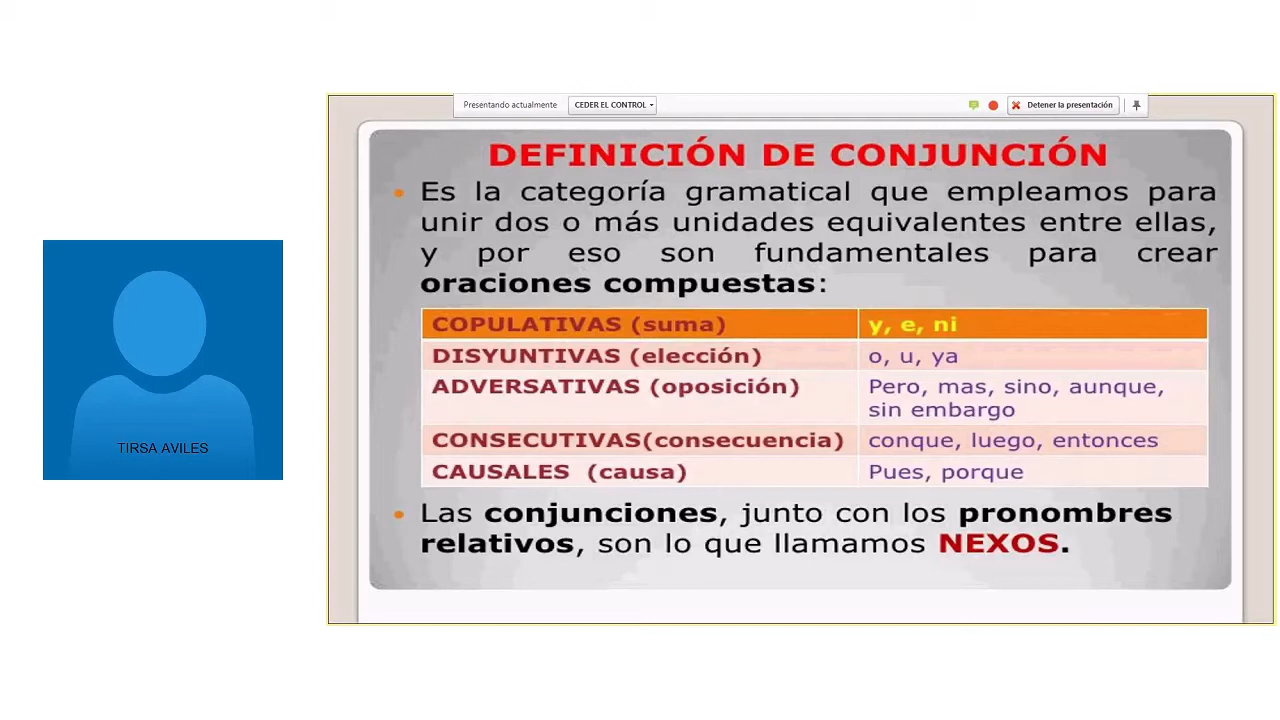 Presentando actualmente CEDER EL CONTROL Detener la presentación
DEFINICIÓN DE CONJUNCIÓN
• Es la categoría gramatical que empleamos para
unir dos o más unidades equivalentes entre ellas,
y por eso son fundamentales para crear
oraciones compuestas:
COPULATIVAS (suma) y, e, ni
DISYUNTIVAS (elección) o, u, ya
ADVERSATIVAS (oposición) Pero, mas, sino, aunque,
sin embargo
CONSECUTIVAS(consecuencia) conque, luego, entonces
CAUSALES (causa) Pues, porque
• Las conjunciones, junto con los pronombres
relativos, son lo que llamamos NEXOS.
TIRSA AVILES